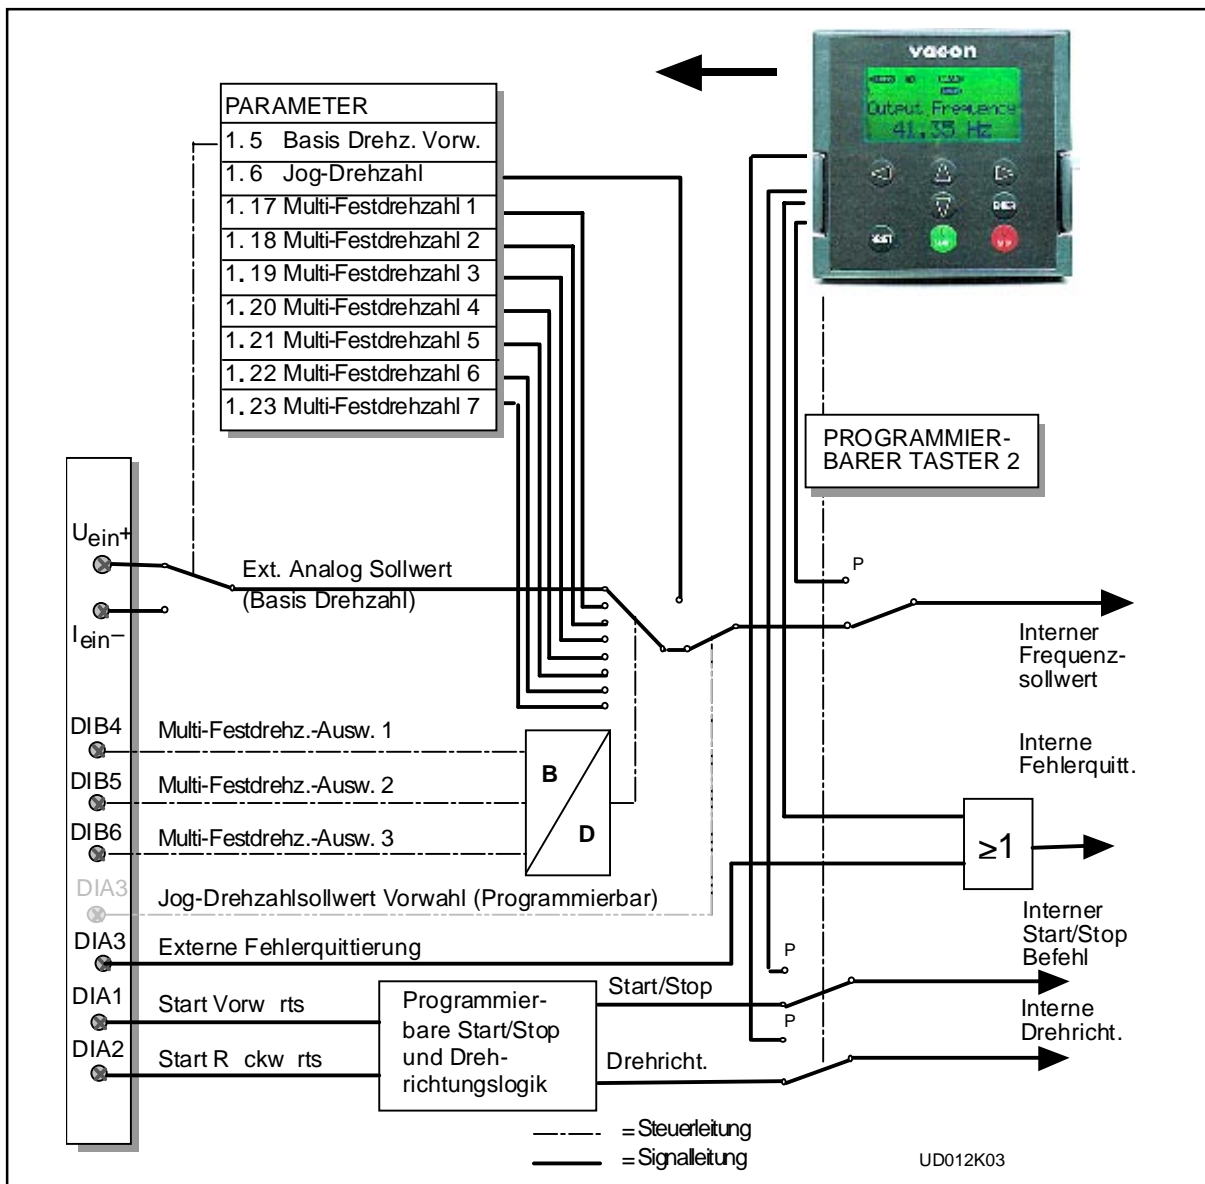 vacon
Output Frequency
41.35 Hz
PARAMETER
1.5 Basis Drehz. Vorw.
1.6 Jog-Drehzahl
1.17 Multi-Festdrehzahl 1
1.18 Multi-Festdrehzahl 2
1.19 Multi-Festdrehzahl 3
1.20 Multi-Festdrehzahl 4
1.21 Multi-Festdrehzahl 5
1.22 Multi-Festdrehzahl 6
1.23 Multi-Festdrehzahl 7
PROGRAMMIER-
BARER TASTER 2
Uein+
Iein–
Ext. Analog Sollwert
(Basis Drehzahl)
P
Interner
Frequenz-
sollwert
DIB4 Multi-Festdrehz.-Ausw. 1
DIB5 Multi-Festdrehz.-Ausw. 2
DIB6 Multi-Festdrehz.-Ausw. 3
B
D
Interne
Fehlerquitt.
≥1
DIA3 Jog-Drehzahlsollwert Vorwahl (Programmierbar)
DIA3 Externe Fehlerquittierung
DIA1 Start Vorw rts
DIA2 Start R ckw rts
Programmier-
bare Start/Stop
und Dreh-
richtungslogik
Start/Stop
P
Drehricht.
P
Interner
Start/Stop
Befehl
Interne
Drehricht.
= Steuerleitung
= Signalleitung
UD012K03